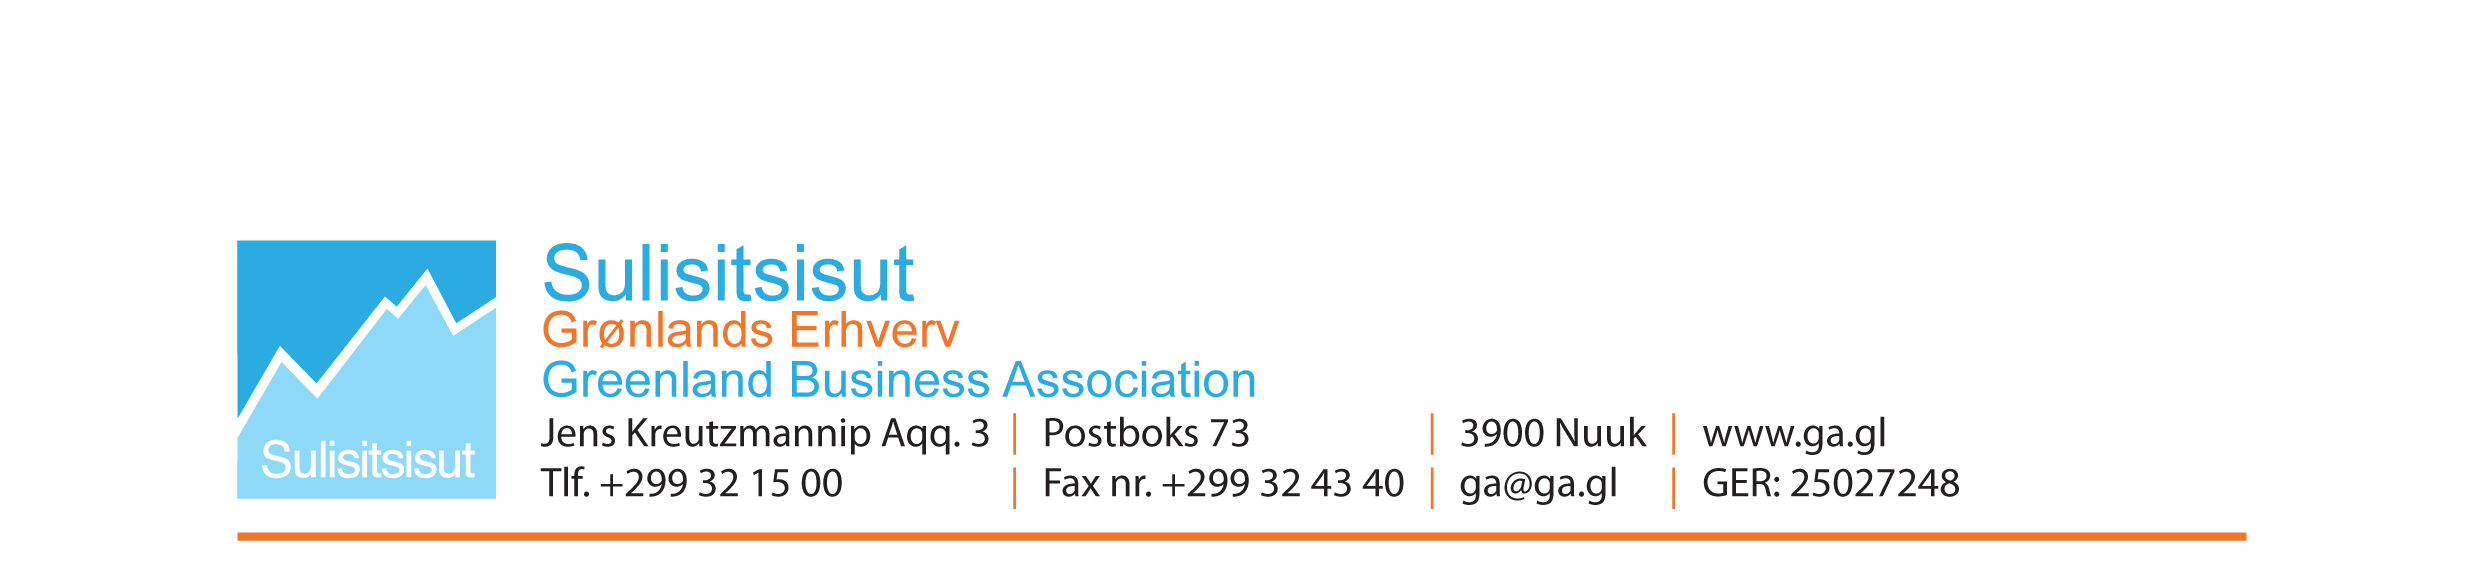 Sulisitsisut
Sulisitsisut
Grønlands Erhverv
Greenland Business Association
Jens Kreutzmannip Aqq. 3 | Postboks 73 | 3900 Nuuk | www.ga.gl
Tlf. +299 32 15 00 | Fax nr. +299 32 43 40 | ga@ga.gl | GER: 25027248